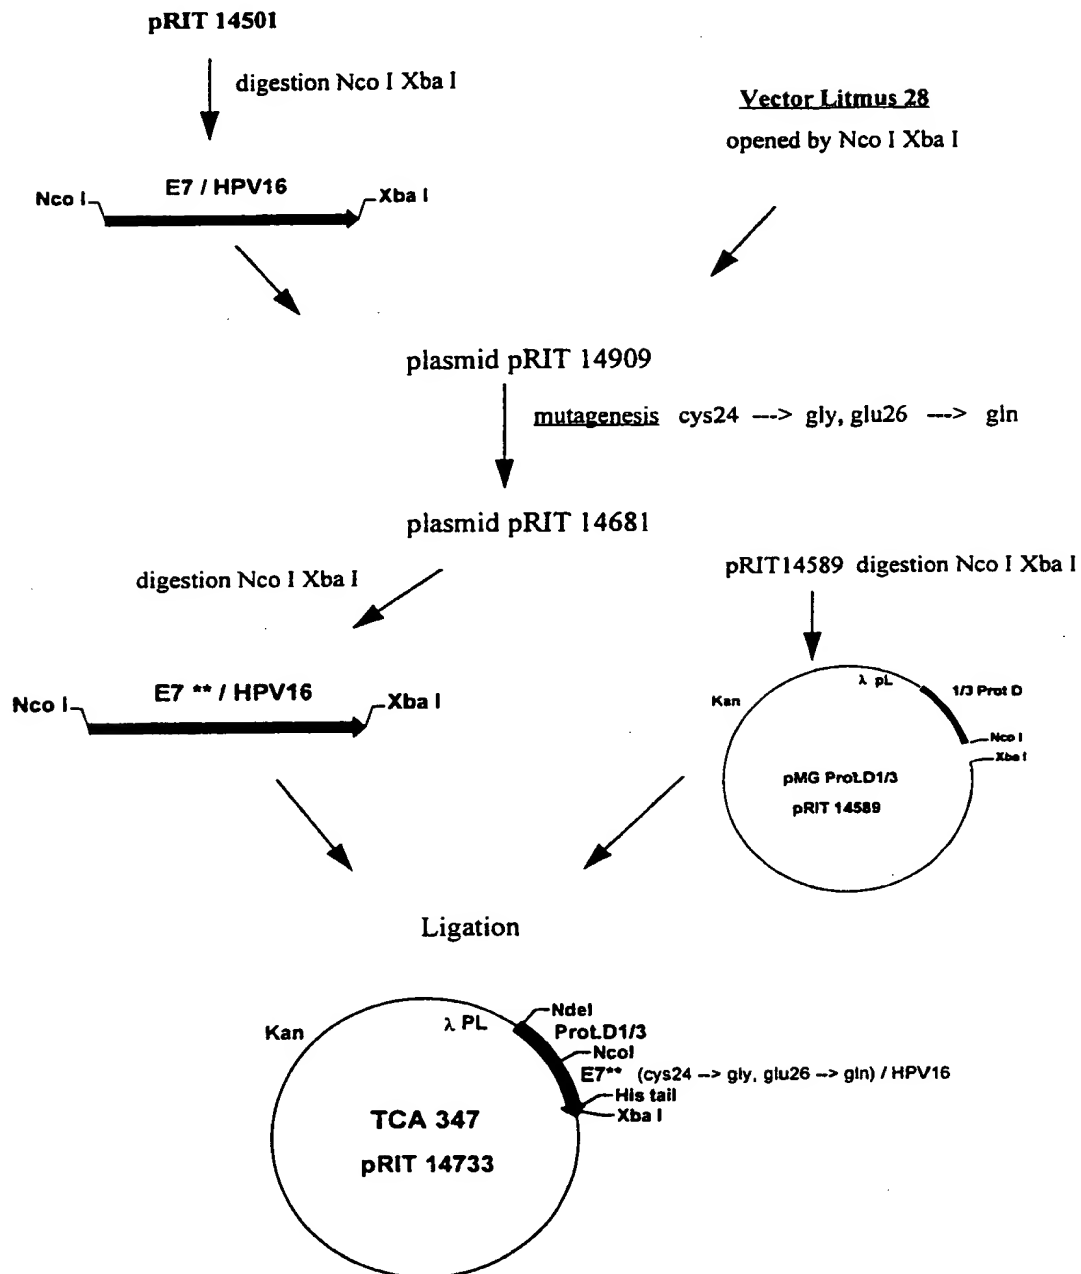 pRIT 14501
digestion Nco I Xba I
Vector Litmus 28
opened by Nco I Xba I
Nco I
E7 / HPV16
Xba I
plasmid pRIT 14909
mutagenesis cys24 ---> gly, glu26 ---> gln
plasmid pRIT 14681
digestion Nco I Xba I
pRIT14589 digestion Nco I Xba I
Nco I
E7 ** / HPV16
Xba I
Kan
λ pL
1/3 Prot D
Nco I
Xba I
pMG Prot.D1/3
pRIT 14589
Ligation
Kan
λ PL
NdeI
Prot.D1/3
NcoI
E7** (cys24 --> gly, glu26 --> gln) / HPV16
His tail
Xba I
TCA 347
pRIT 14733